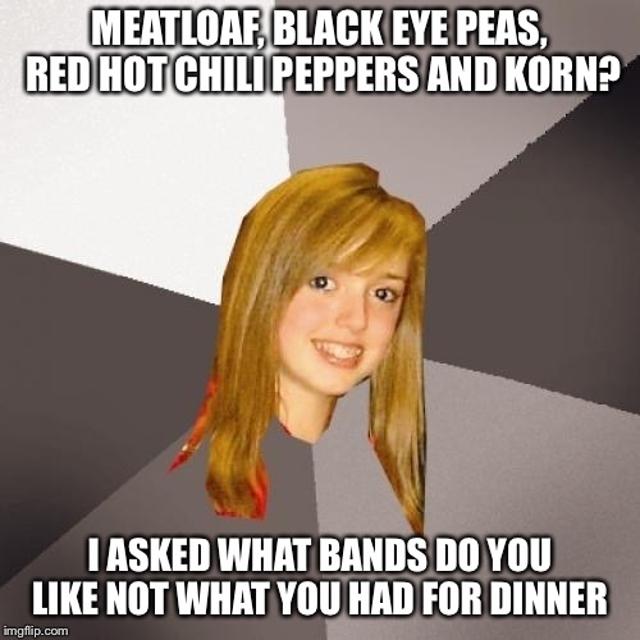 MEATLOAF, BLACK EYE PEAS,
RED HOT CHILI PEPPERS AND KORN?
I ASKED WHAT BANDS DO YOU
LIKE NOT WHAT YOU HAD FOR DINNER
imgflip.com